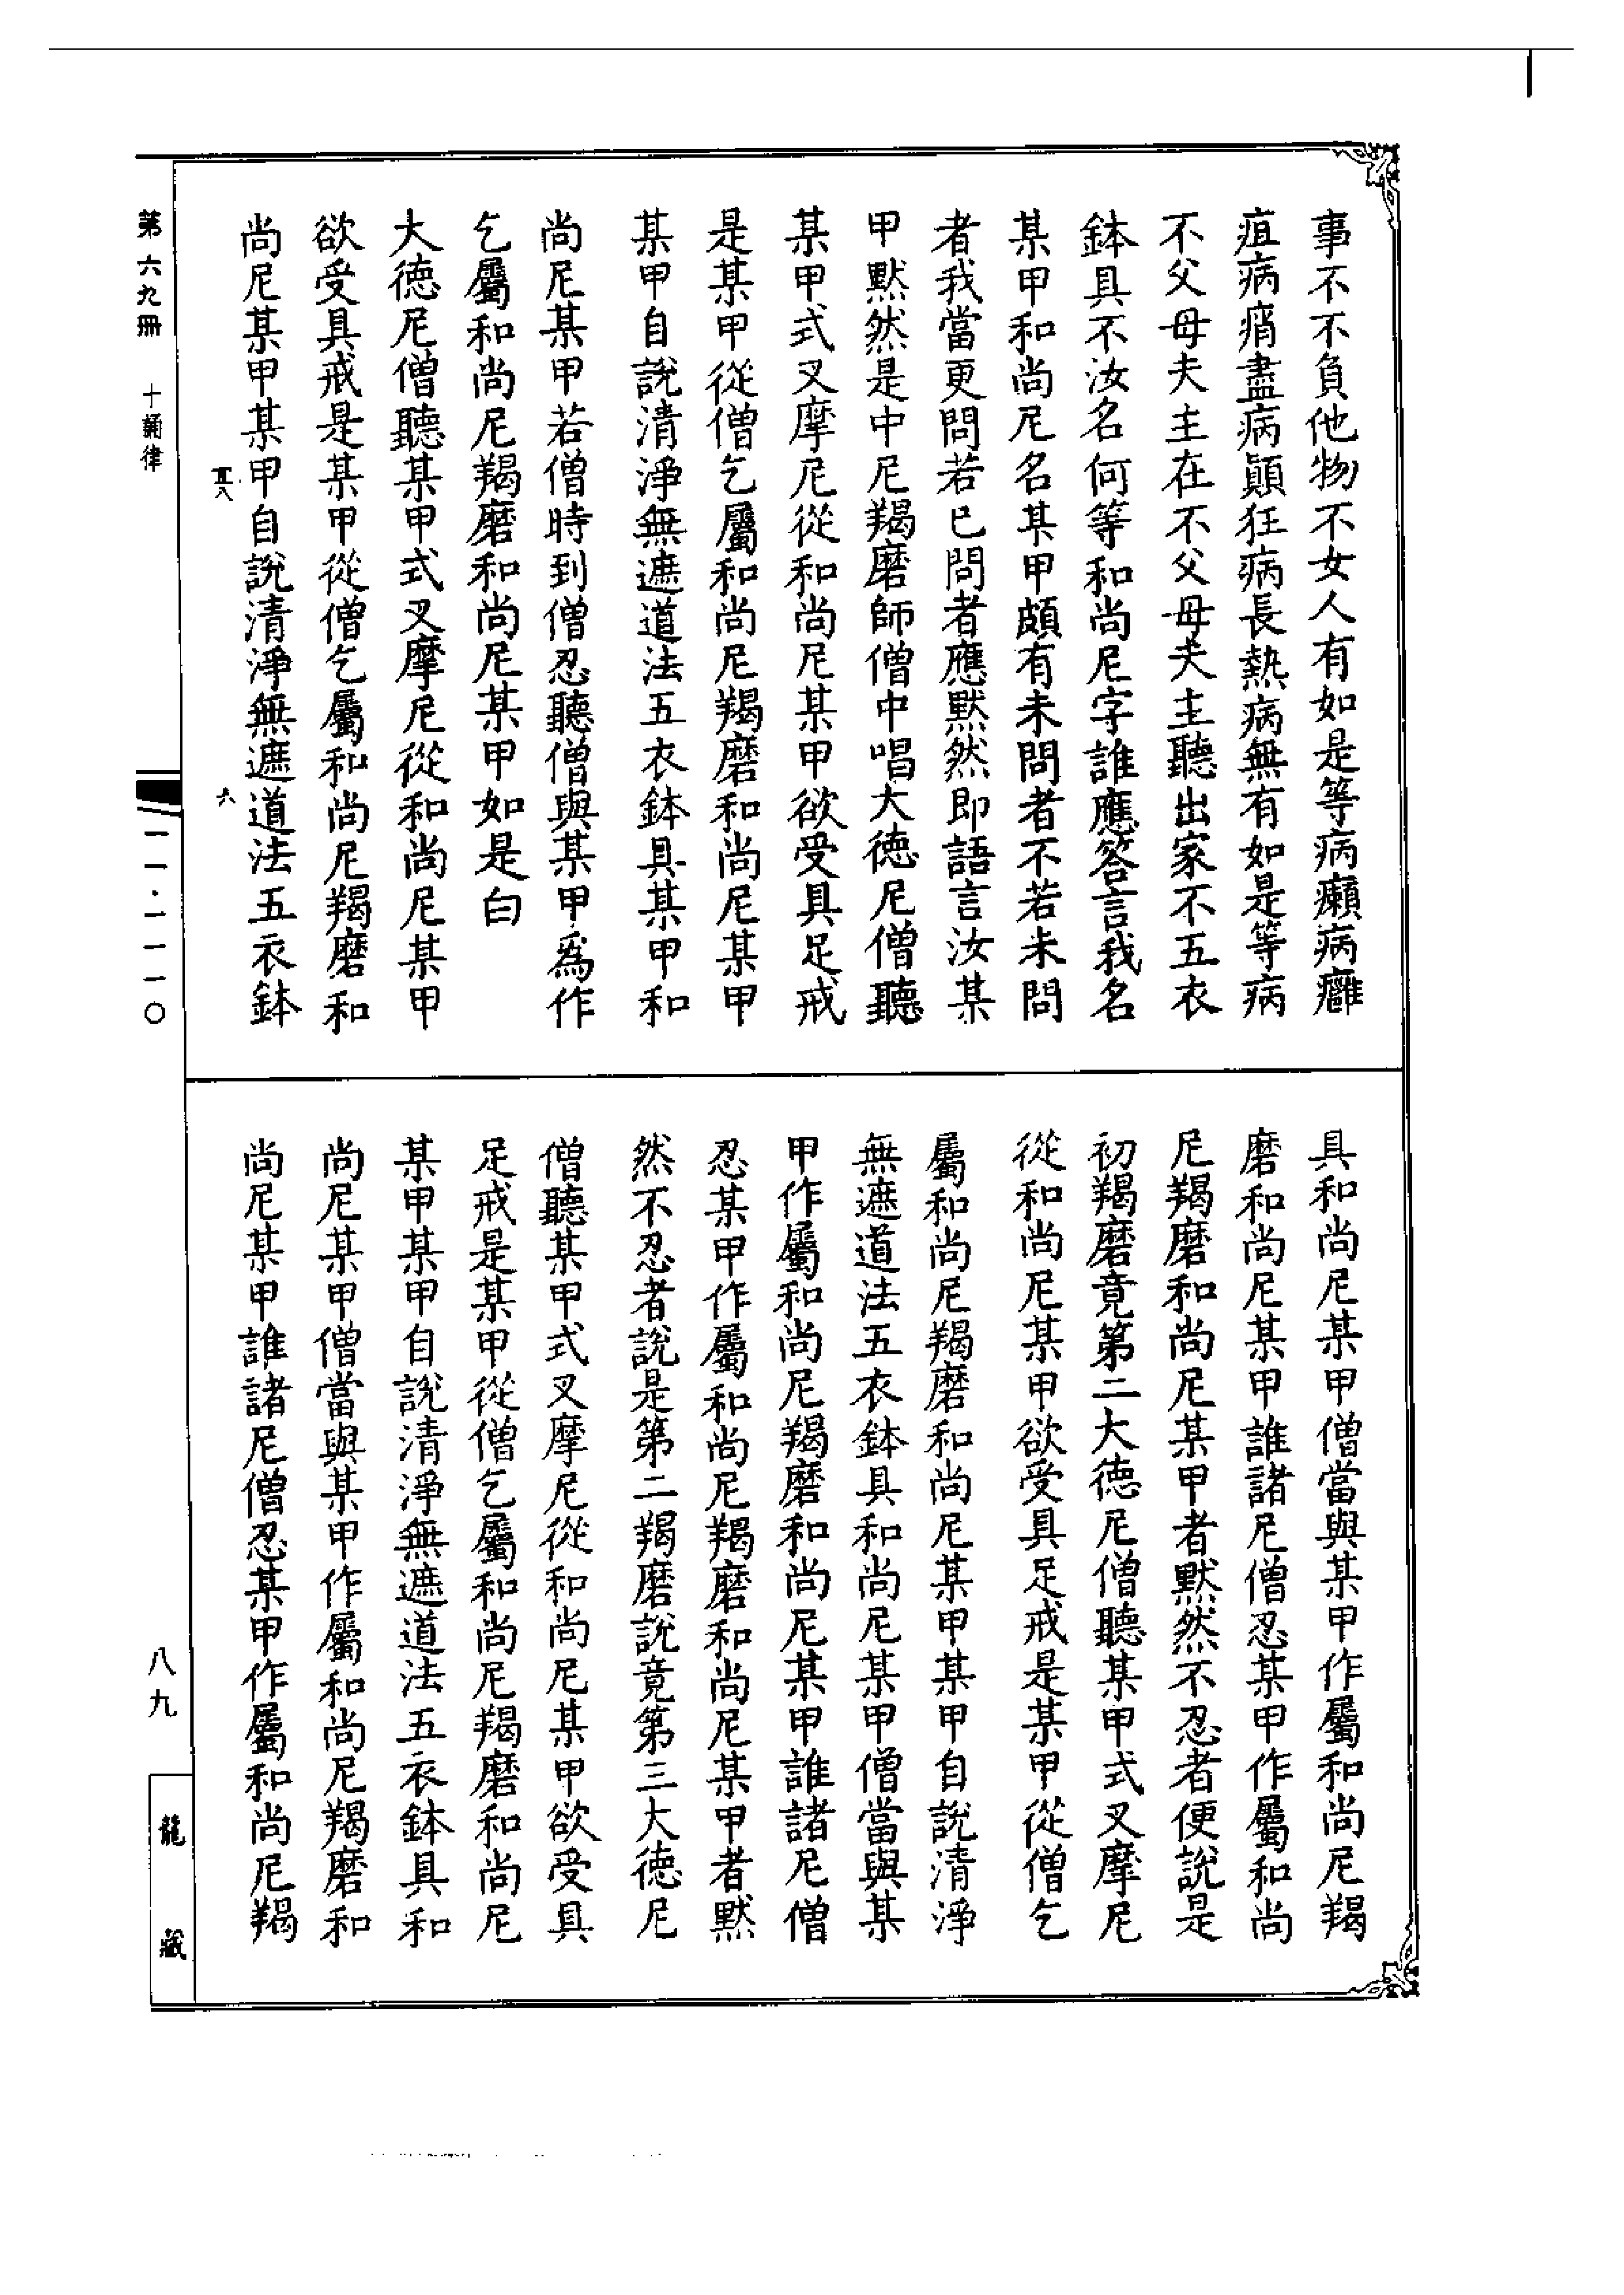 事不不負他物不女人有如是等病癩病癰
疽病痟盡病顚狂病長熱病無有如是等病
不父母夫主在不父母夫主聽出家不五衣
鉢具不汝名何等和尚尼字誰應答言我名
某甲和尚尼名某甲頗有未問者不若未問
者我當更問若已問者應默然即語言汝某
甲默然是中尼羯磨師僧中唱大德尼僧聽
某甲式叉摩尼從和尚尼某甲欲受具足戒
是某甲從僧乞屬和尚尼羯磨和尚尼某甲
某甲自說清淨無遮道法五衣鉢具某甲和
尚尼某甲若僧時到僧忍聽僧與某甲爲作
乞屬和尚尼羯磨和尚尼某甲如是白
大德尼僧聽某甲式叉摩尼從和尚尼某甲
欲受具戒是某甲從僧乞屬和尚尼羯磨和
尚尼某甲某甲自說清淨無遮道法五衣鉢
六
具和尚尼某甲僧當與某甲作屬和尚尼羯
磨和尚尼某甲誰諸尼僧忍某甲作屬和尚
尼羯磨和尚尼某甲者默然不忍者便說是
初羯磨竟第二大德尼僧聽某甲式叉摩尼
從和尚尼某甲欲受具足戒是某甲從僧乞
屬和尚尼羯磨和尚尼某甲某甲自說清淨
無遮道法五衣鉢具和尚尼某甲僧當與某
甲作屬和尚尼羯磨和尚尼某甲誰諸尼僧
忍某甲作屬和尚尼羯磨和尚尼某甲者默
然不忍者說是第二羯磨說竟第三大德尼
僧聽某甲式叉摩尼從和尚尼某甲欲受具
足戒是某甲從僧乞屬和尚尼羯磨和尚尼
某甲某甲自說清淨無遮道法五衣鉢具和
尚尼某甲僧當與某甲作屬和尚尼羯磨和
尚尼某甲誰諸尼僧忍某甲作屬和尚尼羯
第六九冊 十誦律
一一·一一一〇
八九
龍藏